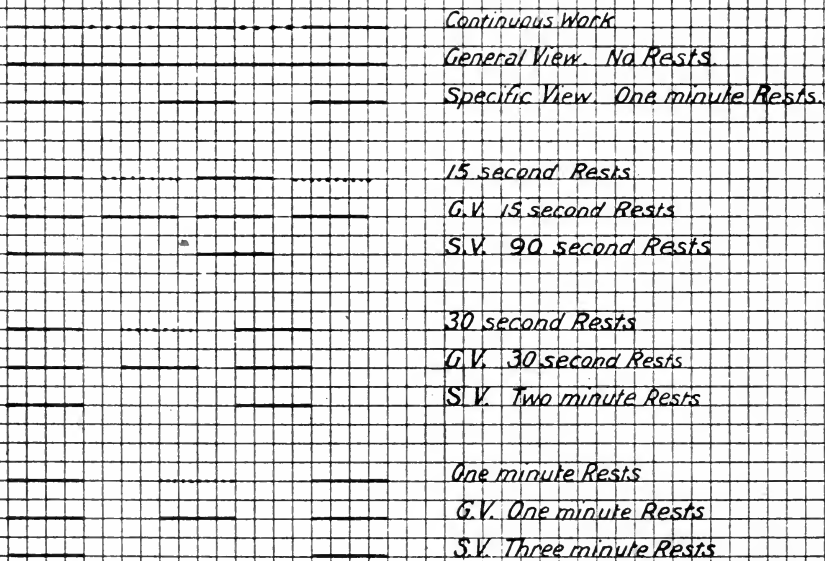 Continuous Work
General View. No Rests.
Specific View. One minute Rests.
15 second Rests
G.V. 15 second Rests
S.V. 90 second Rests
30 second Rests
G.V. 30 second Rests
S.V. Two minute Rests
One minute Rests
G.V. One minute Rests
S.V. Three minute Rests